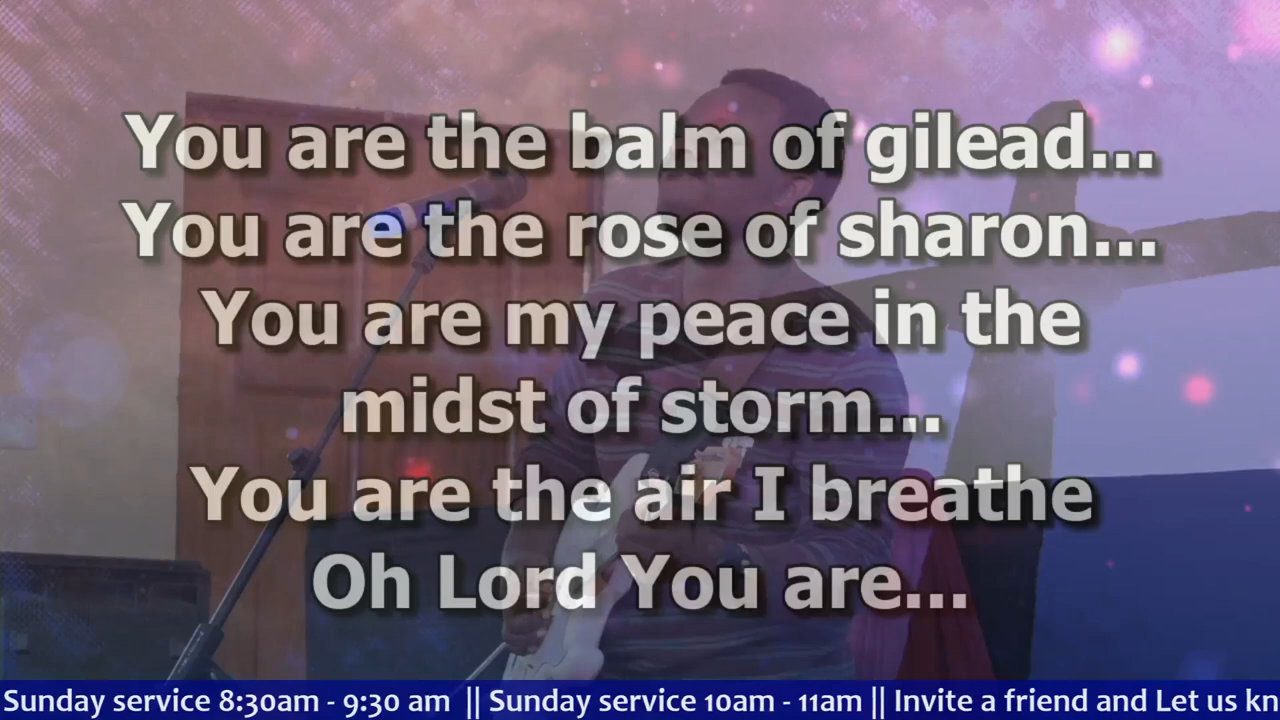 You are the balm of gilead...
You are the rose of sharon...
You are my peace in the
midst of storm...
You are the air I breathe
Oh Lord You are...
Sunday service 8:30am - 9:30 am || Sunday service 10am - 11am || Invite a friend and Let us kn